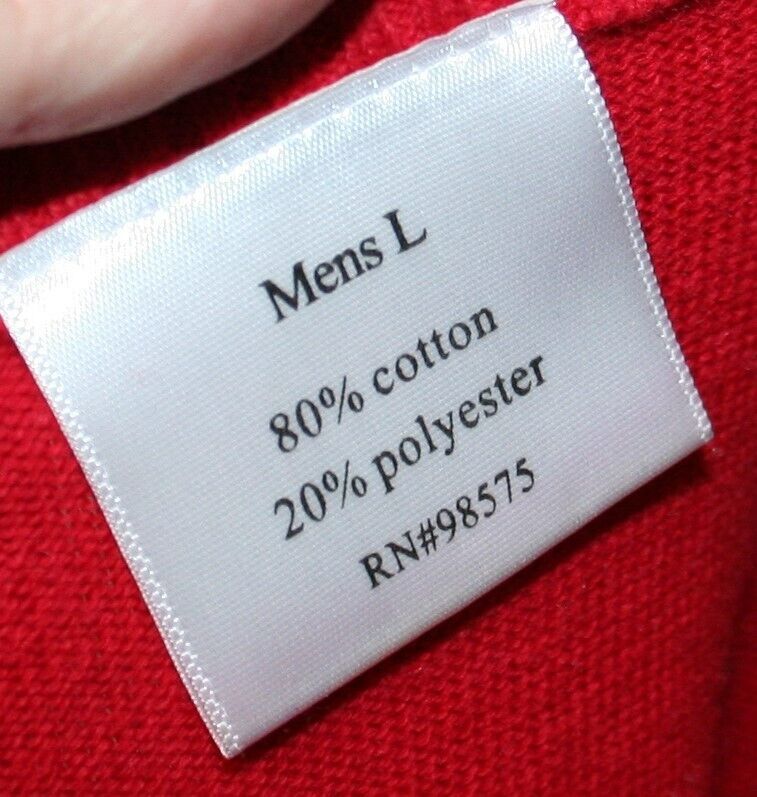 Mens L
80% cotton
20% polyester
RN#98575